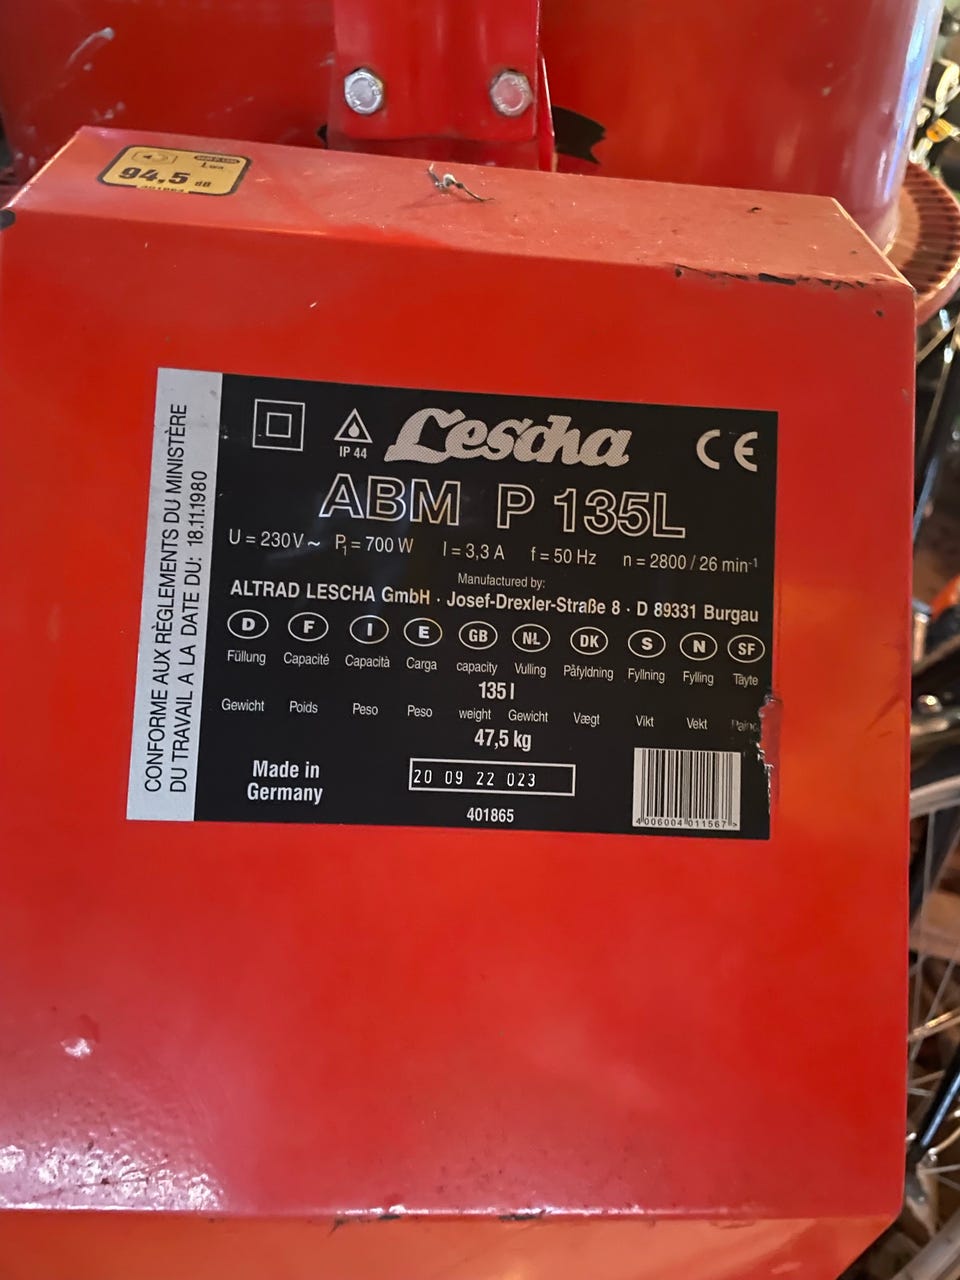 LWA
94,5 dB
CONFORME AUX RÈGLEMENTS DU MINISTÈRE
DU TRAVAIL A LA DATE DU: 18.11.1980
IP 44
Lescha
CE
ABM P 135L
U = 230V ~ P1 = 700 W I = 3,3 A f = 50 Hz n = 2800 / 26 min-1
Manufactured by:
ALTRAD LESCHA GmbH · Josef-Drexler-Straße 8 · D 89331 Burgau
D F I E GB NL DK S N SF
Füllung Capacité Capacità Carga capacity Vulling Påfyldning Fyllning Fylling Täyte
135 l
Gewicht Poids Peso Peso weight Gewicht Vægt Vikt Vekt
47,5 kg
Made in
Germany
20 09 22 023
401865
4 006004 011567 >